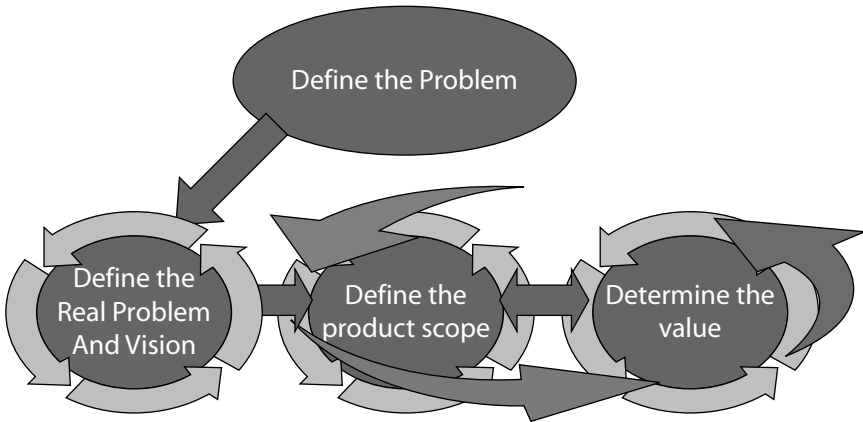 Define the Problem
Define the
Real Problem
And Vision
Define the
product scope
Determine the
value